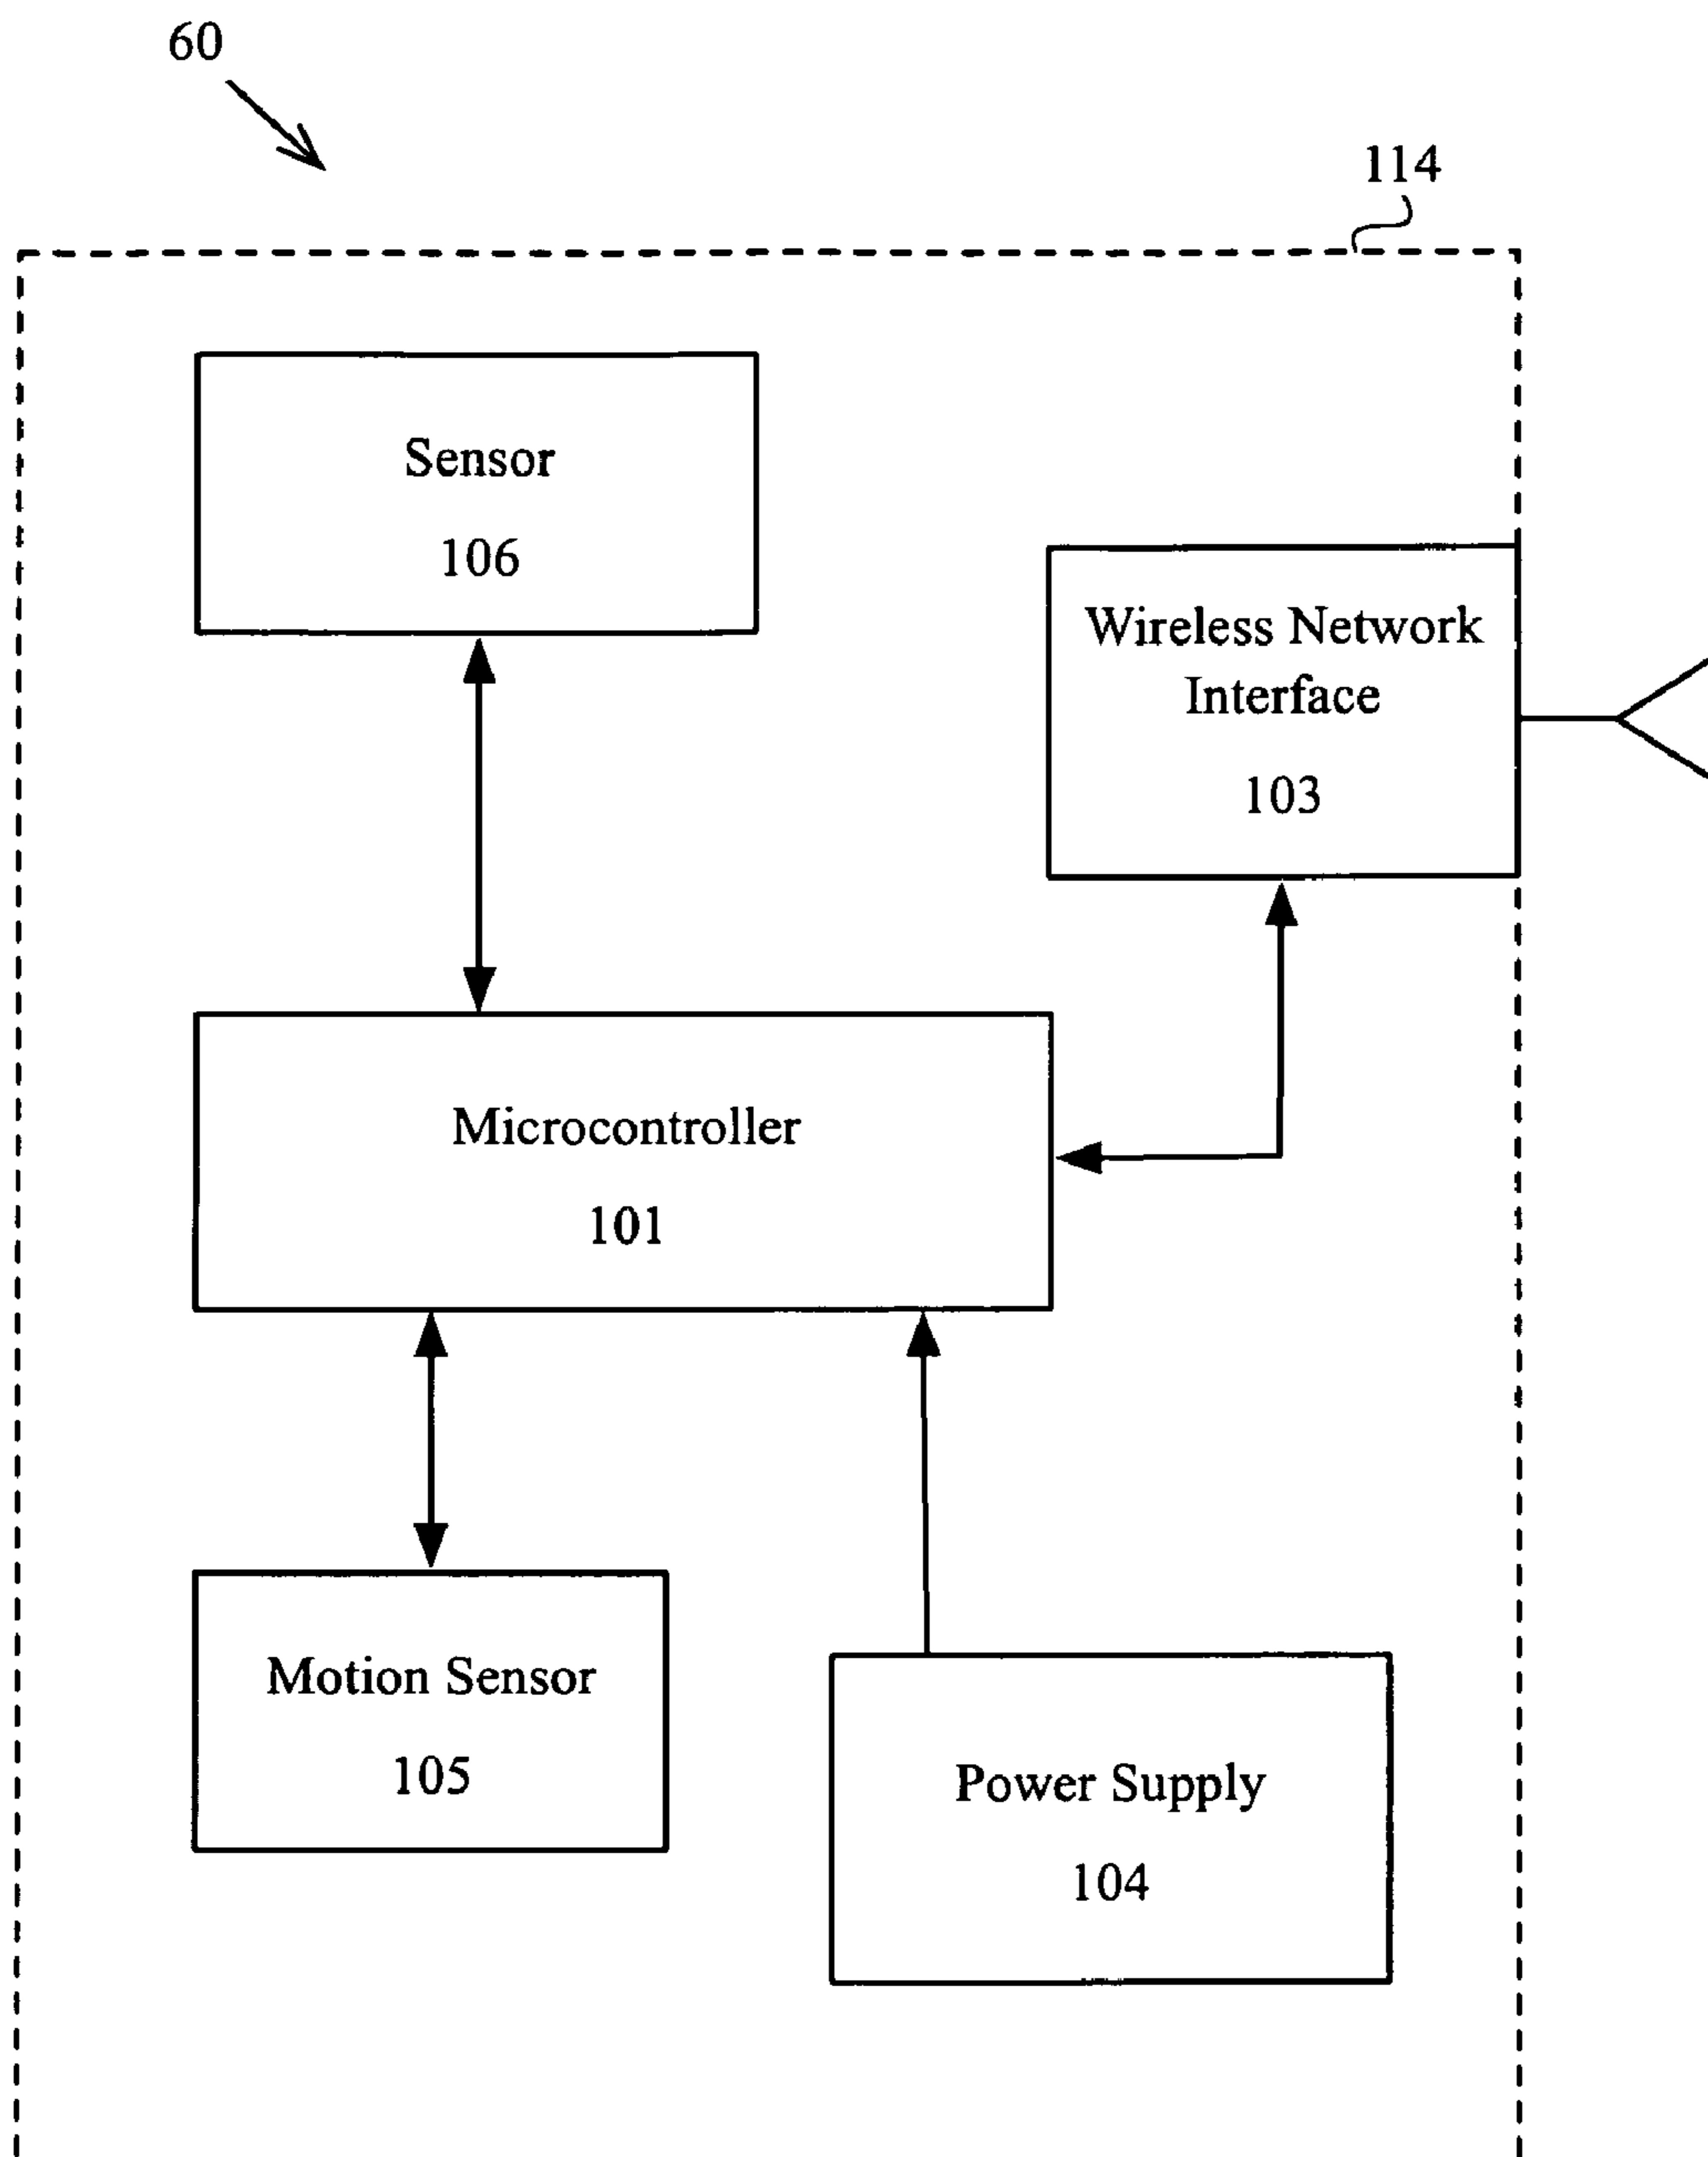 60
114
Sensor
106
Wireless Network
Interface
103
Microcontroller
101
Motion Sensor
105
Power Supply
104